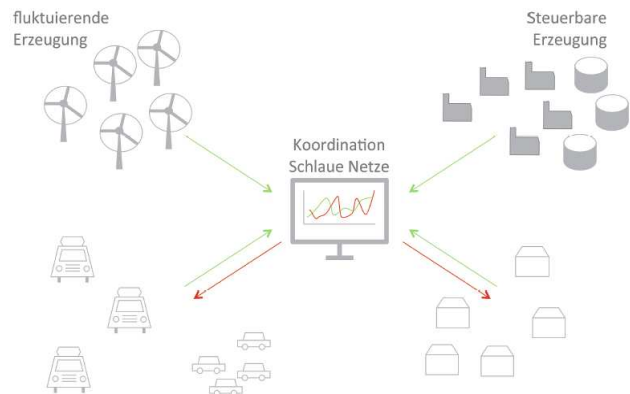 fluktuierende
Erzeugung
Steuerbare
Erzeugung
Koordination
Schlaue Netze